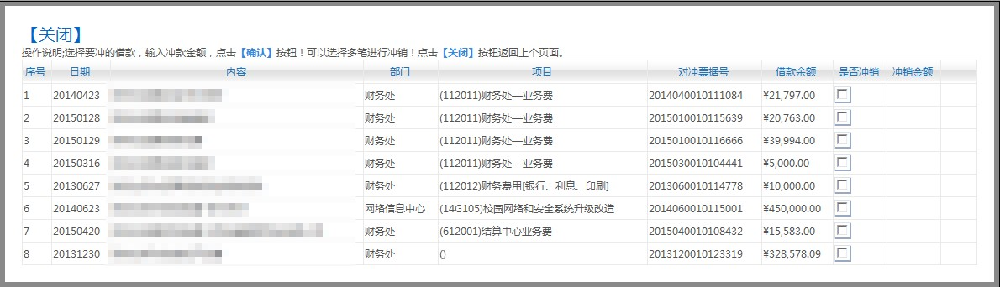 【关闭】
操作说明;选择要冲的借款，输入冲款金额，点击【确认】按钮！可以选择多笔进行冲销！点击【关闭】按钮返回上个页面。
序号 日期 内容 部门 项目 对冲票据号 借款余额 是否冲销 冲销金额
1 20140423 财务处 (112011)财务处—业务费 2014040010111084 ¥21,797.00
2 20150128 财务处 (112011)财务处—业务费 2015010010115639 ¥20,763.00
3 20150129 财务处 (112011)财务处—业务费 2015010010116666 ¥39,994.00
4 20150316 财务处 (112011)财务处—业务费 2015030010104441 ¥5,000.00
5 20130627 财务处 (112012)财务费用[银行、利息、印刷] 2013060010114778 ¥10,000.00
6 20140623 网络信息中心 (14G105)校园网络和安全系统升级改造 2014060010115001 ¥450,000.00
7 20150420 财务处 (612001)结算中心业务费 2015040010108432 ¥15,583.00
8 20131230 财务处 () 2013120010123319 ¥328,578.09